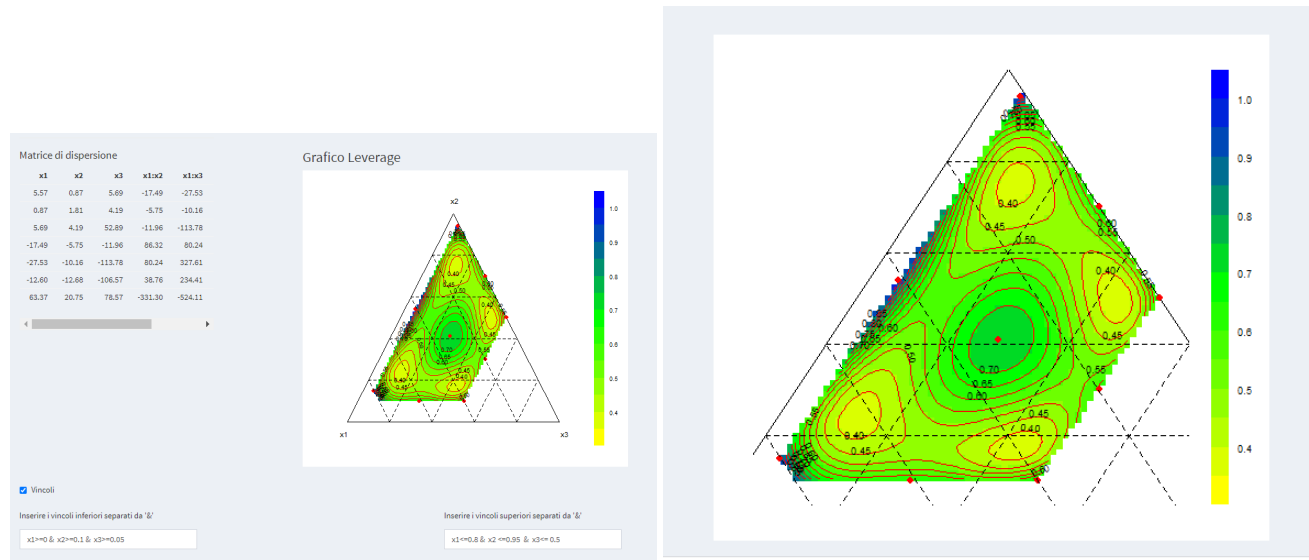 Matrice di dispersione
x1 x2 x3 x1:x2 x1:x3
5.57 0.87 5.69 -17.49 -27.53
0.87 1.81 4.19 -5.75 -10.16
5.69 4.19 52.89 -11.96 -113.78
-17.49 -5.75 -11.96 86.32 80.24
-27.53 -10.16 -113.78 80.24 327.61
-12.60 -12.68 -106.57 38.76 234.41
63.37 20.75 78.57 -331.30 -524.11
Grafico Leverage
x2
x1
x3
1.0
0.9
0.8
0.7
0.6
0.5
0.4
Vincoli
Inserire i vincoli inferiori separati da '&'
x1>=0 & x2>=0.1 & x3>=0.05
Inserire i vincoli superiori separati da '&'
x1<=0.8 & x2 <=0.95 & x3<= 0.5
0.40
0.45
0.50
0.60
0.55
0.40
0.45
0.55
0.70
0.65
0.60
0.45
0.40
0.40
0.45
1.0
0.9
0.8
0.7
0.6
0.5
0.4